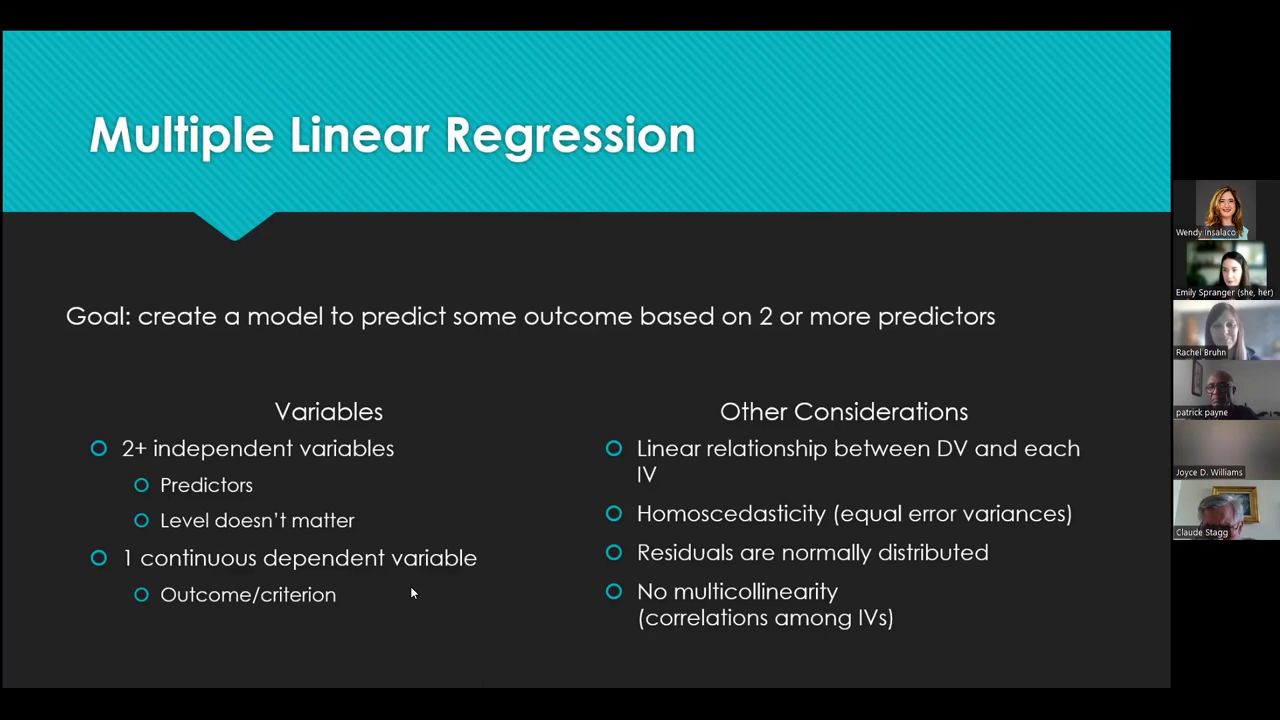 Multiple Linear Regression
Goal: create a model to predict some outcome based on 2 or more predictors
Variables
2+ independent variables
Predictors
Level doesn't matter
1 continuous dependent variable
Outcome/criterion
Other Considerations
Linear relationship between DV and each
IV
Homoscedasticity (equal error variances)
Residuals are normally distributed
No multicollinearity
(correlations among IVs)
Wendy Insalaco
Emily Spranger (she, her)
Rachel Bruhn
patrick payne
Joyce D. Williams
Claude Stagg